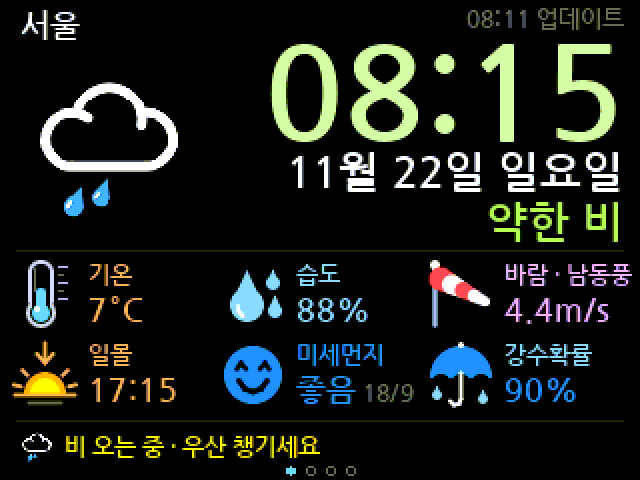 서울
08:11 업데이트
08:15
11월 22일 일요일
약한 비
기온
7°C
습도
88%
바람 · 남동풍
4.4m/s
일몰
17:15
미세먼지
좋음 18/9
강수확률
90%
비 오는 중 · 우산 챙기세요